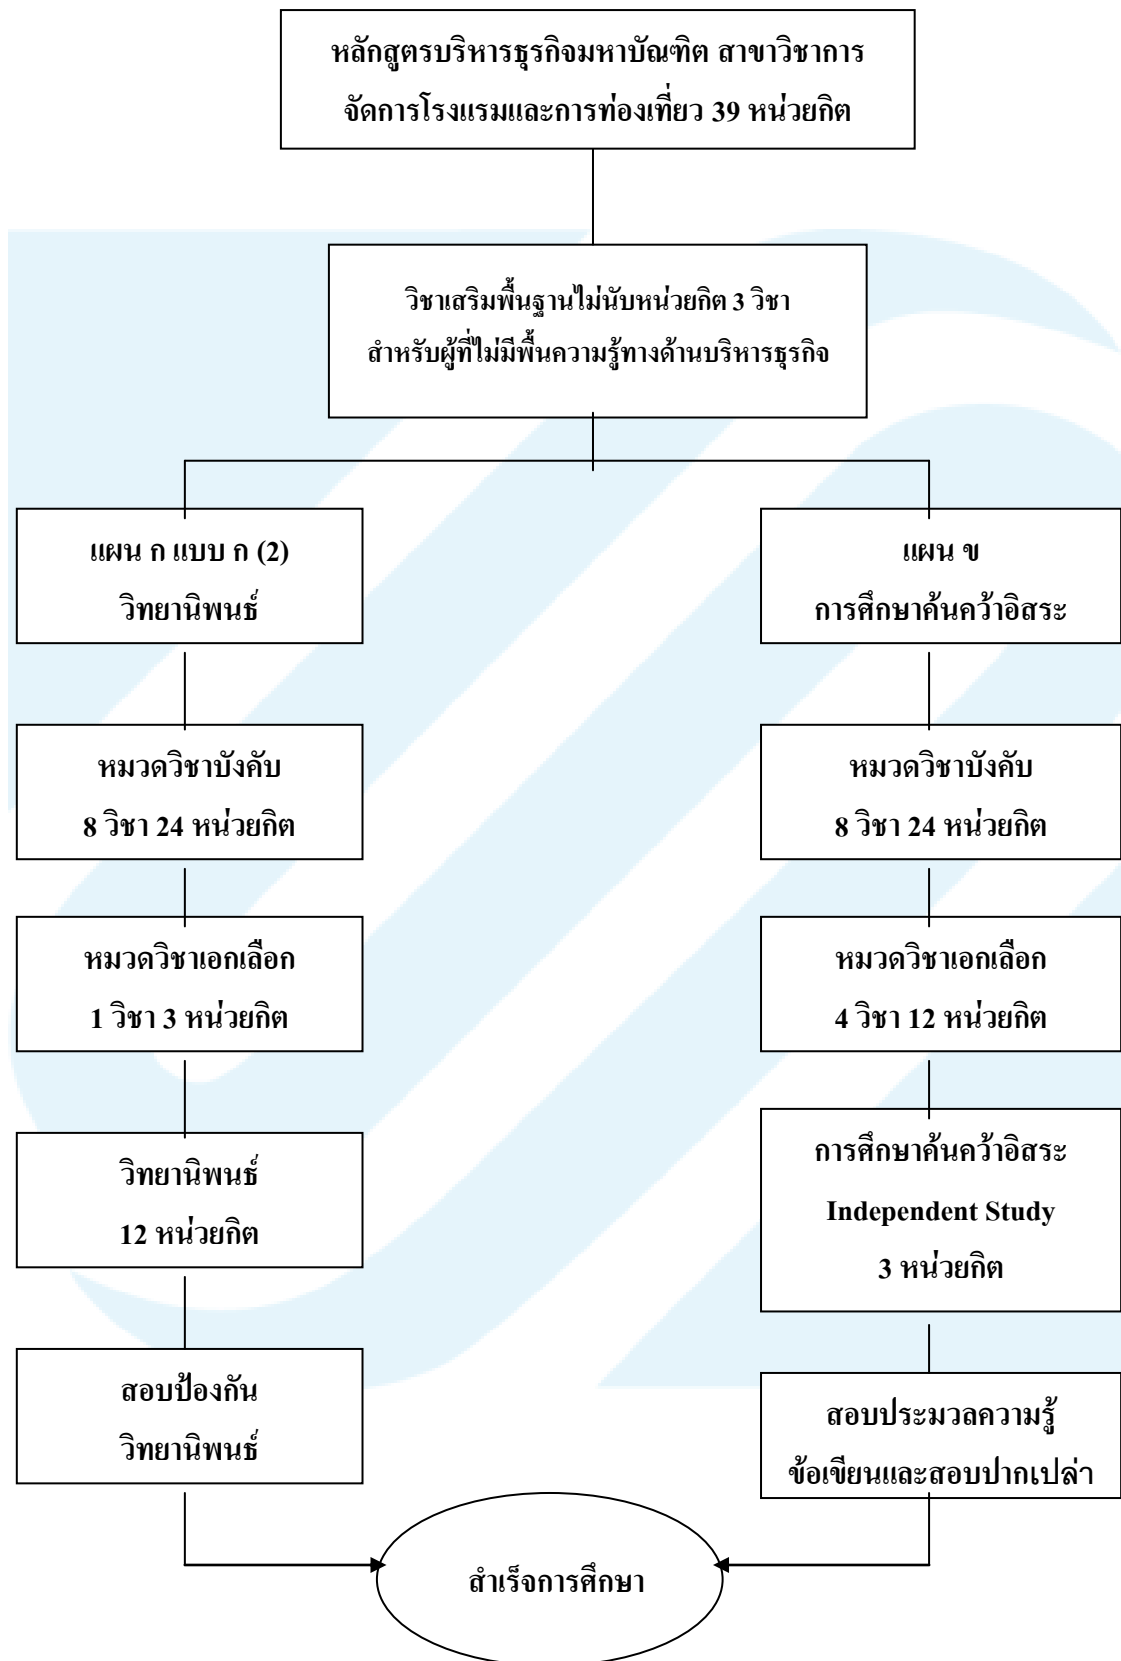 หลักสูตรบริหารธุรกิจมหาบัณฑิต สาขาวิชาการ
จัดการโรงแรมและการท่องเที่ยว 39 หน่วยกิต
วิชาเสริมพื้นฐานไม่นับหน่วยกิต 3 วิชา
สำหรับผู้ที่ไม่มีพื้นความรู้ทางด้านบริหารธุรกิจ
แผน ก แบบ ก (2)
วิทยานิพนธ์
หมวดวิชาบังคับ
8 วิชา 24 หน่วยกิต
หมวดวิชาเอกเลือก
1 วิชา 3 หน่วยกิต
วิทยานิพนธ์
12 หน่วยกิต
สอบป้องกัน
วิทยานิพนธ์
แผน ข
การศึกษาค้นคว้าอิสระ
หมวดวิชาบังคับ
8 วิชา 24 หน่วยกิต
หมวดวิชาเอกเลือก
4 วิชา 12 หน่วยกิต
การศึกษาค้นคว้าอิสระ
Independent Study
3 หน่วยกิต
สอบประมวลความรู้
ข้อเขียนและสอบปากเปล่า
สำเร็จการศึกษา